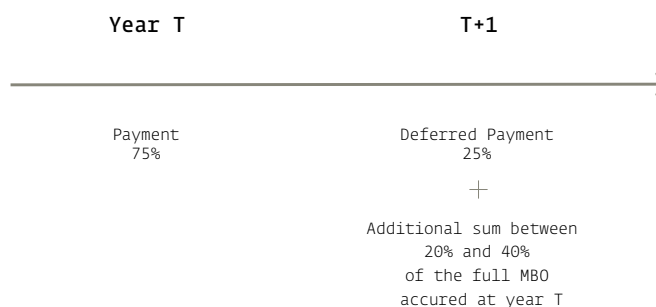 Year T
T+1
Payment
75%
Deferred Payment
25%
+
Additional sum between
20% and 40%
of the full MBO
accured at year T